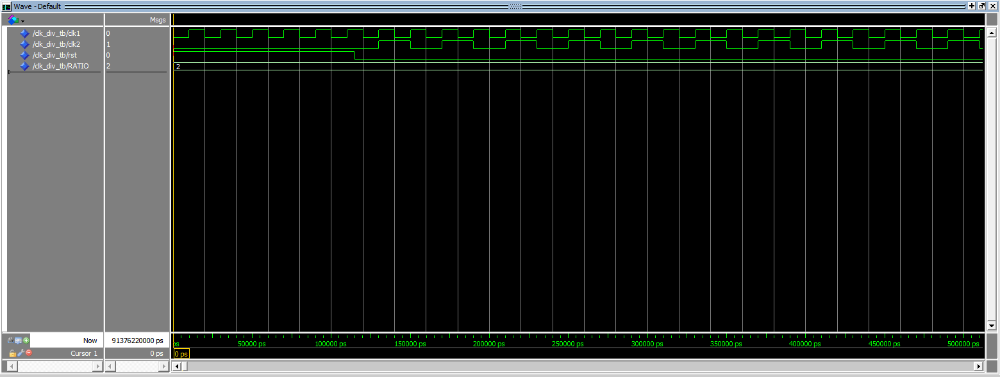 Wave - Default
Msgs
/clk_div_tb/clk1 0
/clk_div_tb/clk2 1
/clk_div_tb/rst 0
/clk_div_tb/RATIO 2 2
Now 91376220000 ps
ps 50000 ps 100000 ps 150000 ps 200000 ps 250000 ps 300000 ps 350000 ps 400000 ps 450000 ps 500000 ps
Cursor 1 0 ps 0 ps